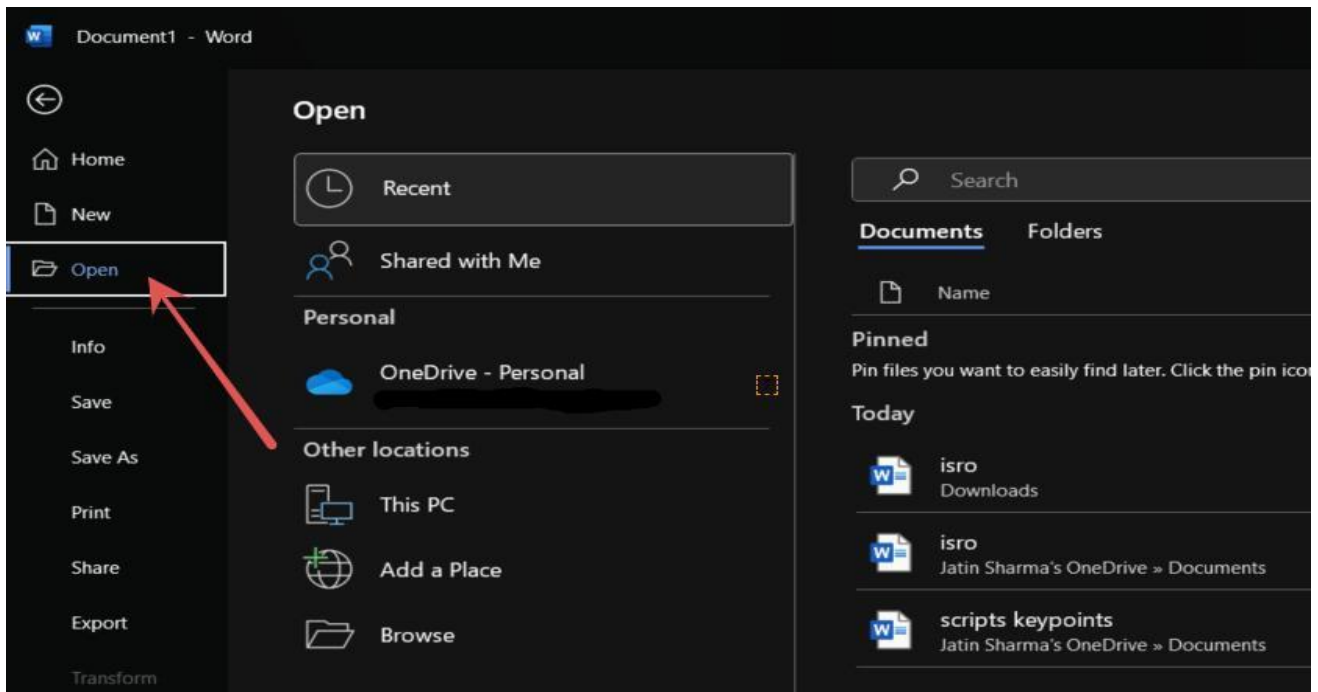 Document1 - Word
Home
New
Open
Info
Save
Save As
Print
Share
Export
Transform
Open
Recent
Shared with Me
Personal
OneDrive - Personal
Other locations
This PC
Add a Place
Browse
Search
Documents Folders
Name
Pinned
Pin files you want to easily find later. Click the pin ico
Today
isro
Downloads
isro
Jatin Sharma's OneDrive » Documents
scripts keypoints
Jatin Sharma's OneDrive » Documents